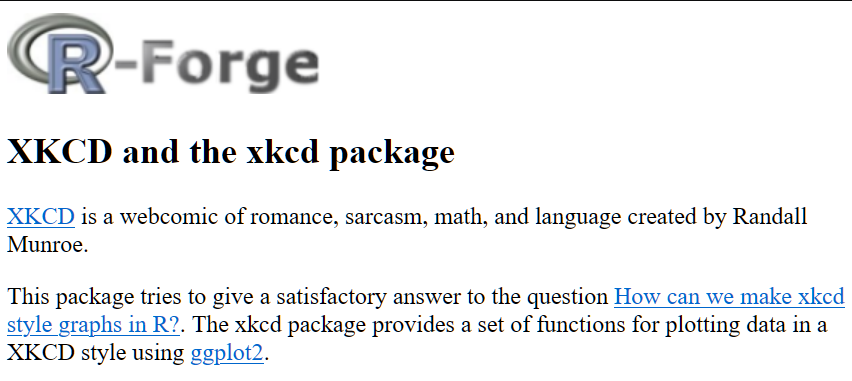 R-Forge
XKCD and the xkcd package
XKCD is a webcomic of romance, sarcasm, math, and language created by Randall
Munroe.
This package tries to give a satisfactory answer to the question How can we make xkcd
style graphs in R?. The xkcd package provides a set of functions for plotting data in a
XKCD style using ggplot2.